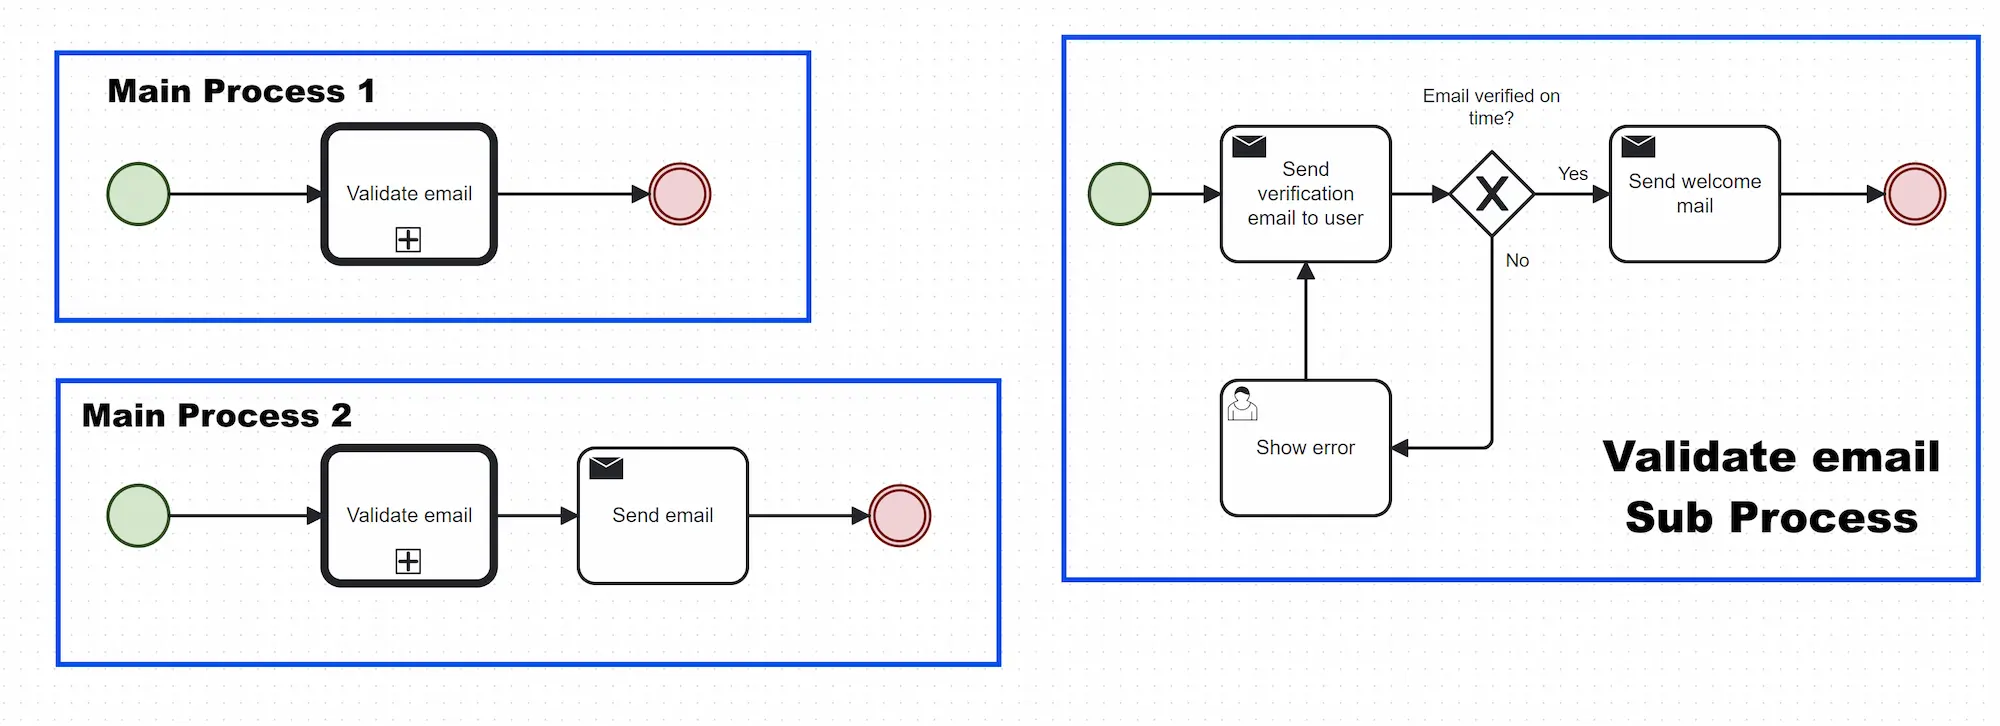 Main Process 1
Validate email
Main Process 2
Validate email
Send email
Email verified on
time?
Send
verification
email to user
Yes
Send welcome
mail
No
Show error
Validate email
Sub Process